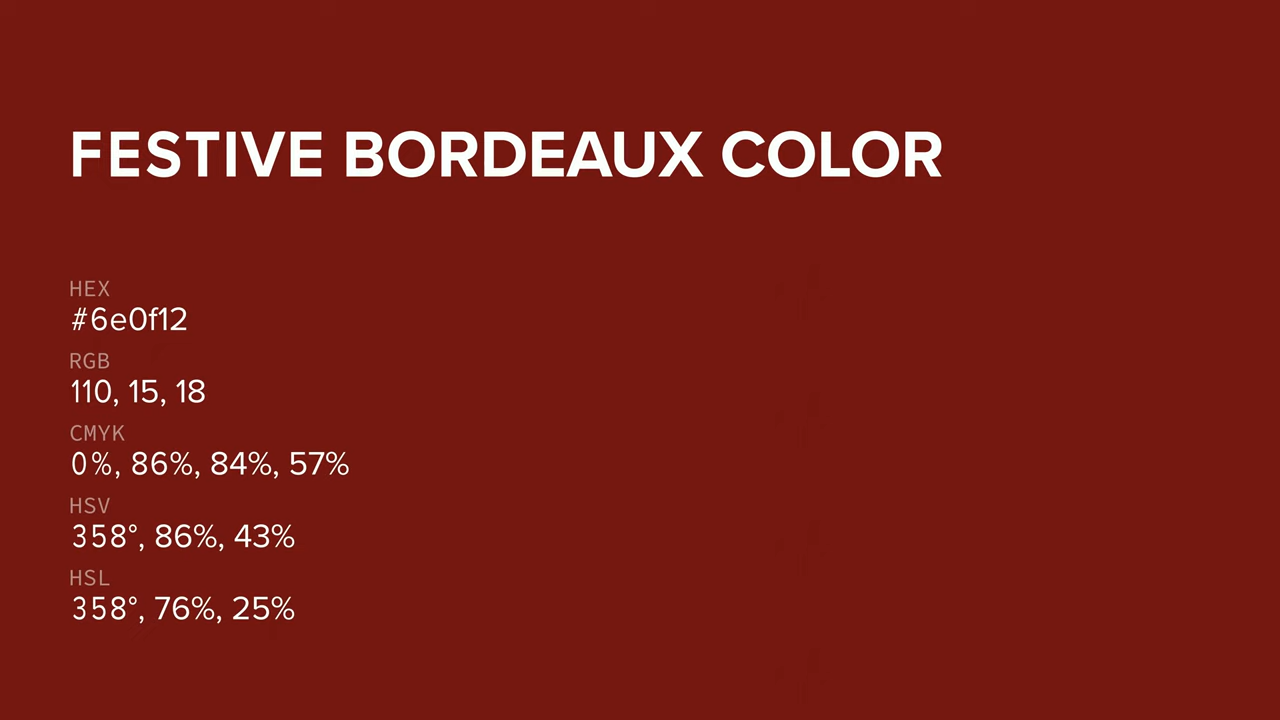 FESTIVE BORDEAUX COLOR
HEX
#6e0f12
RGB
110, 15, 18
CMYK
0%, 86%, 84%, 57%
HSV
358°, 86%, 43%
HSL
358°, 76%, 25%